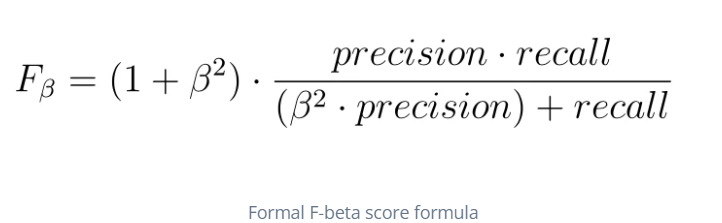 F_β = (1 + β²) · precision · recall / (β² · precision) + recall
Formal F-beta score formula